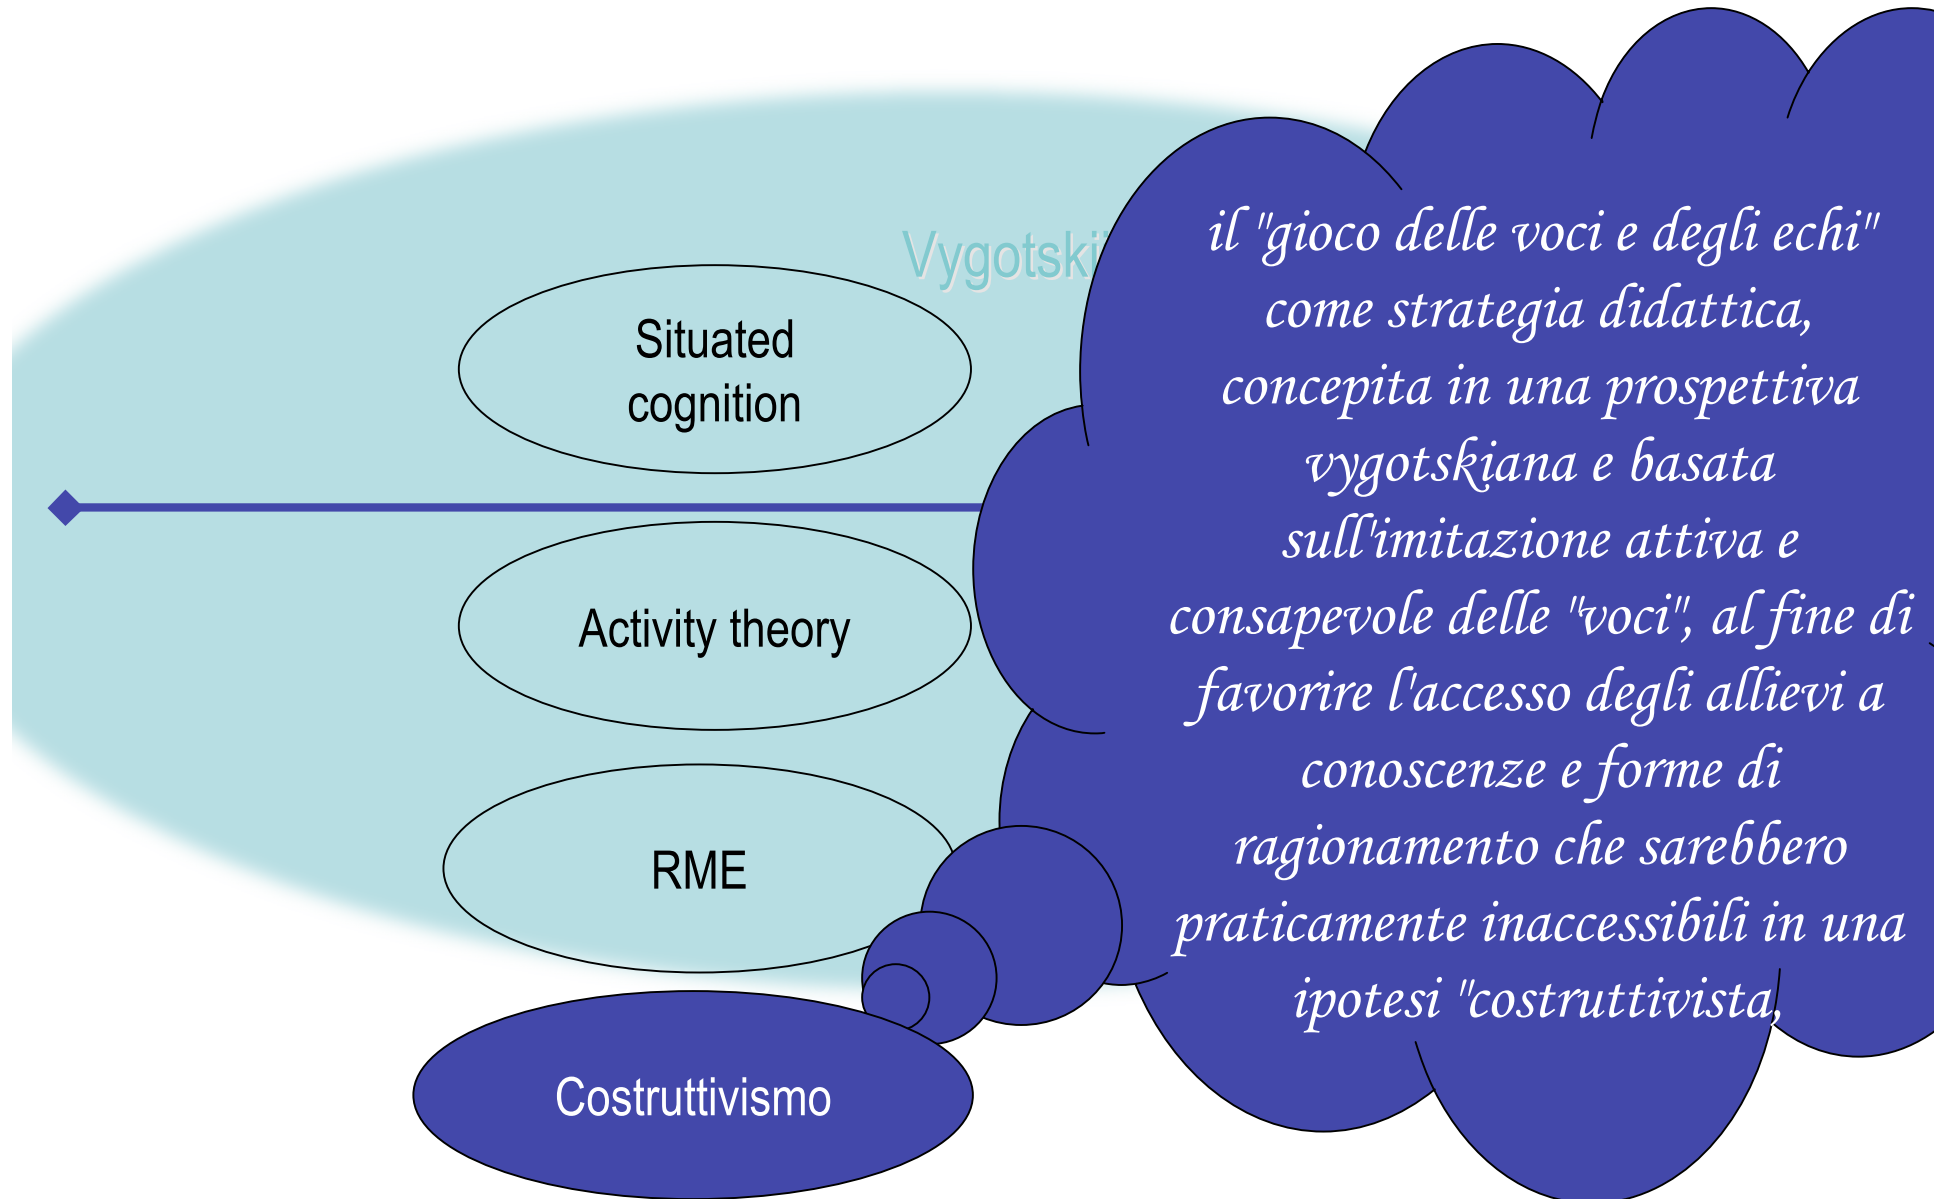 Vygotskij
Situated
cognition
Activity theory
RME
Costruttivismo
il "gioco delle voci e degli echi"
come strategia didattica,
concepita in una prospettiva
vygotskiana e basata
sull'imitazione attiva e
consapevole delle "voci", al fine di
favorire l'accesso degli allievi a
conoscenze e forme di
ragionamento che sarebbero
praticamente inaccessibili in una
ipotesi "costruttivista,